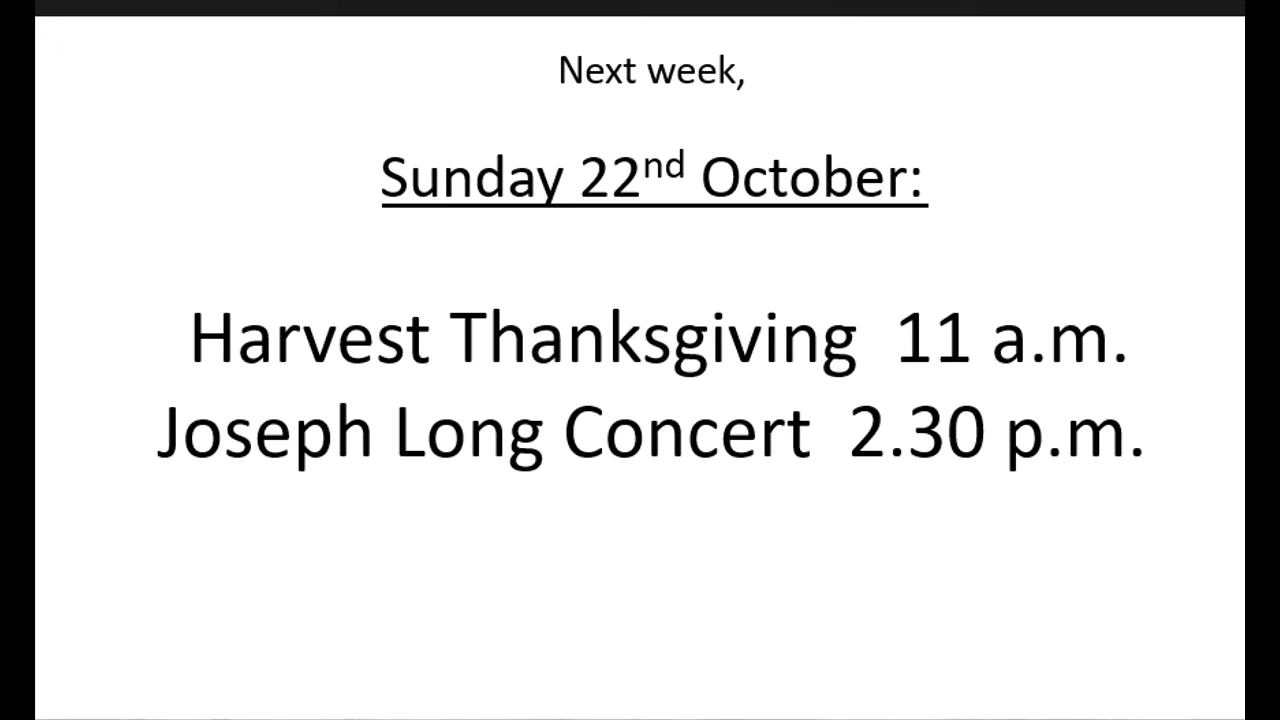 Next week,
Sunday 22nd October:
Harvest Thanksgiving 11 a.m.
Joseph Long Concert 2.30 p.m.